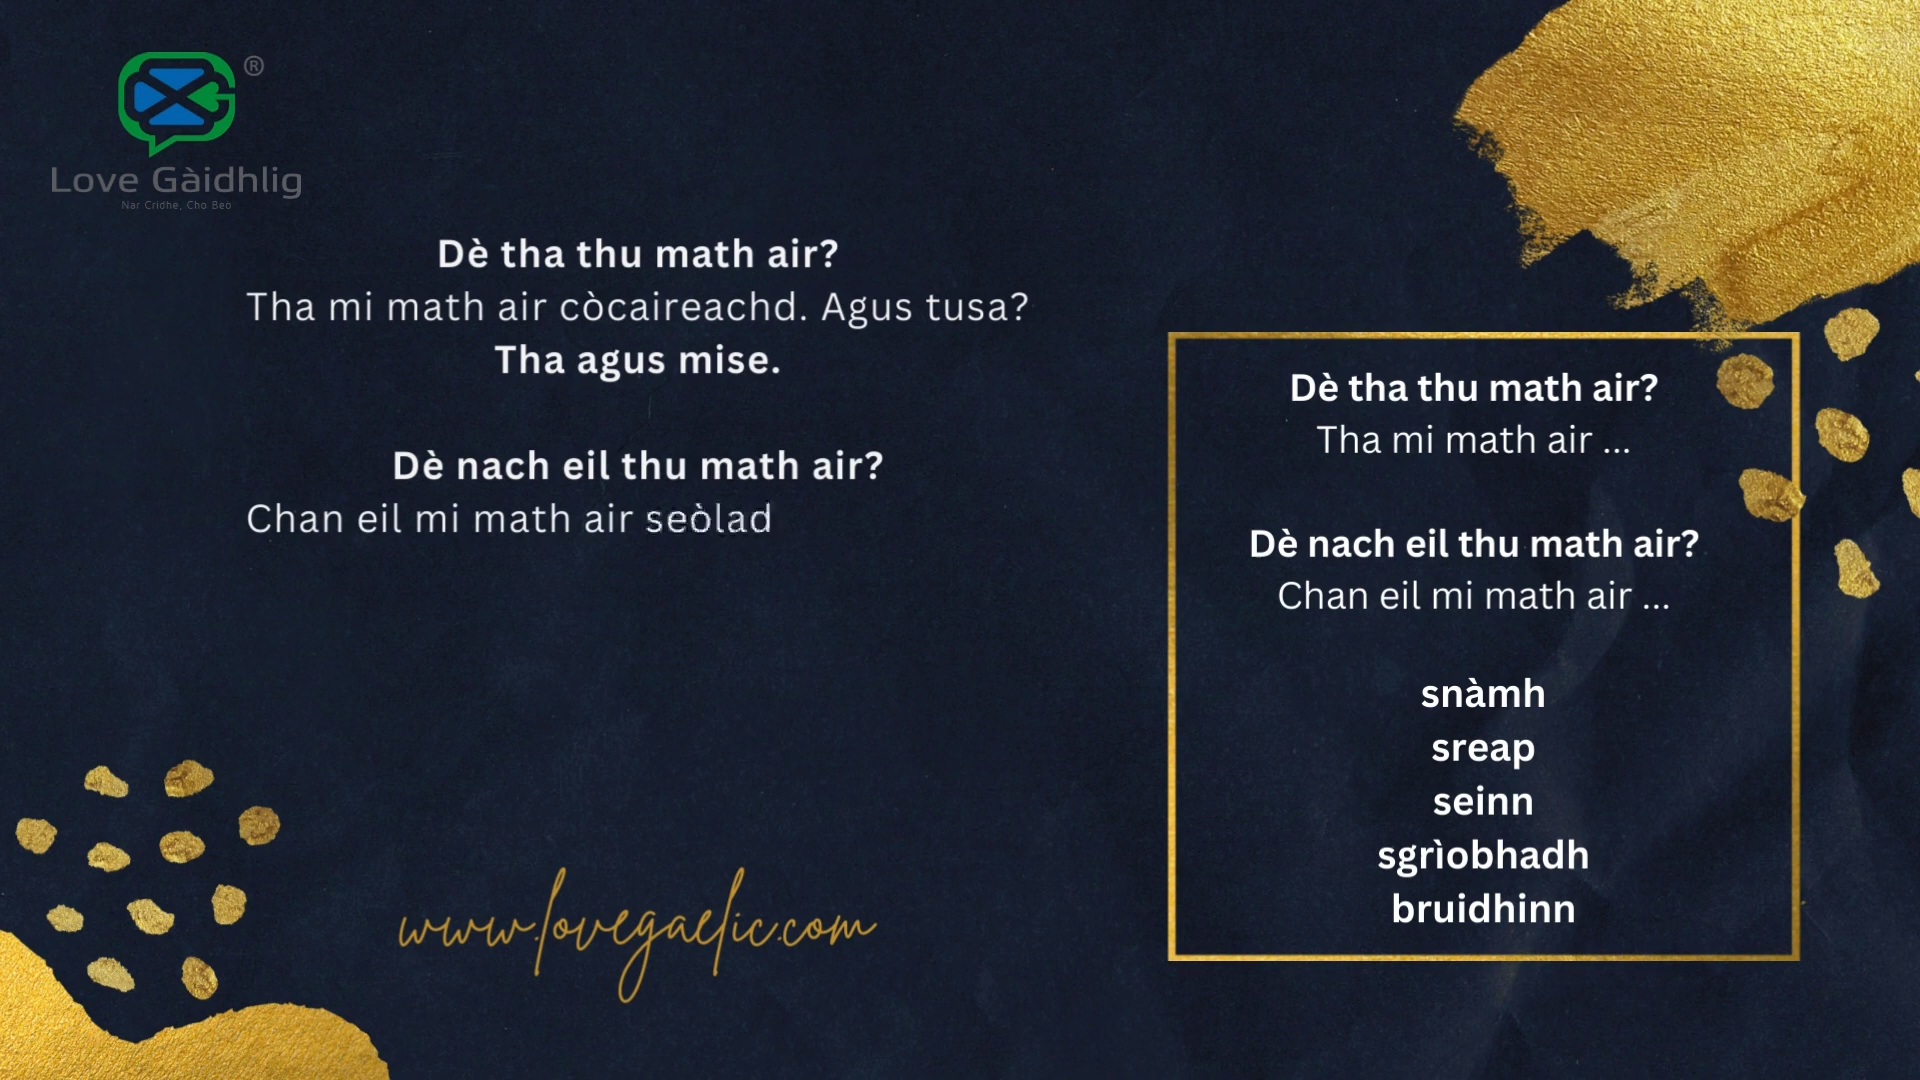 ®
Love Gàidhlig
Nar Cridhe, Cho Beò
Dè tha thu math air?
Tha mi math air còcaireachd. Agus tusa?
Tha agus mise.
Dè nach eil thu math air?
Chan eil mi math air seòlad
www.lovegaelic.com
Dè tha thu math air?
Tha mi math air ...
Dè nach eil thu math air?
Chan eil mi math air ...
snàmh
sreap
seinn
sgrìobhadh
bruidhinn